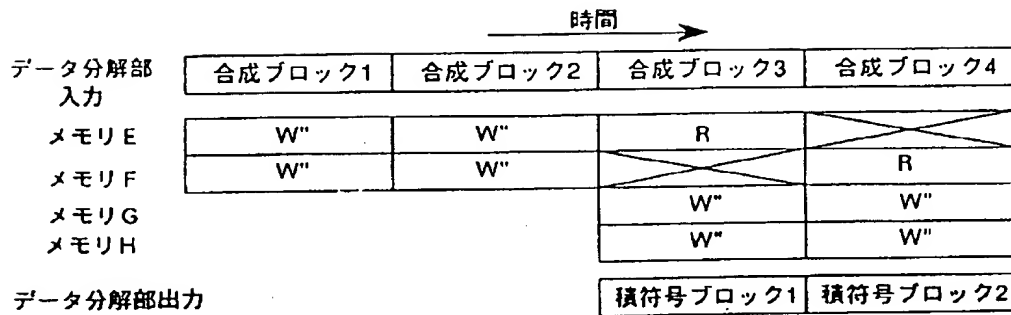 時間
データ分解部 合成ブロック1 合成ブロック2 合成ブロック3 合成ブロック4
入力
メモリE W" W" R
メモリF W" W" R
メモリG W" W"
メモリH W" W"
データ分解部出力 積符号ブロック1 積符号ブロック2